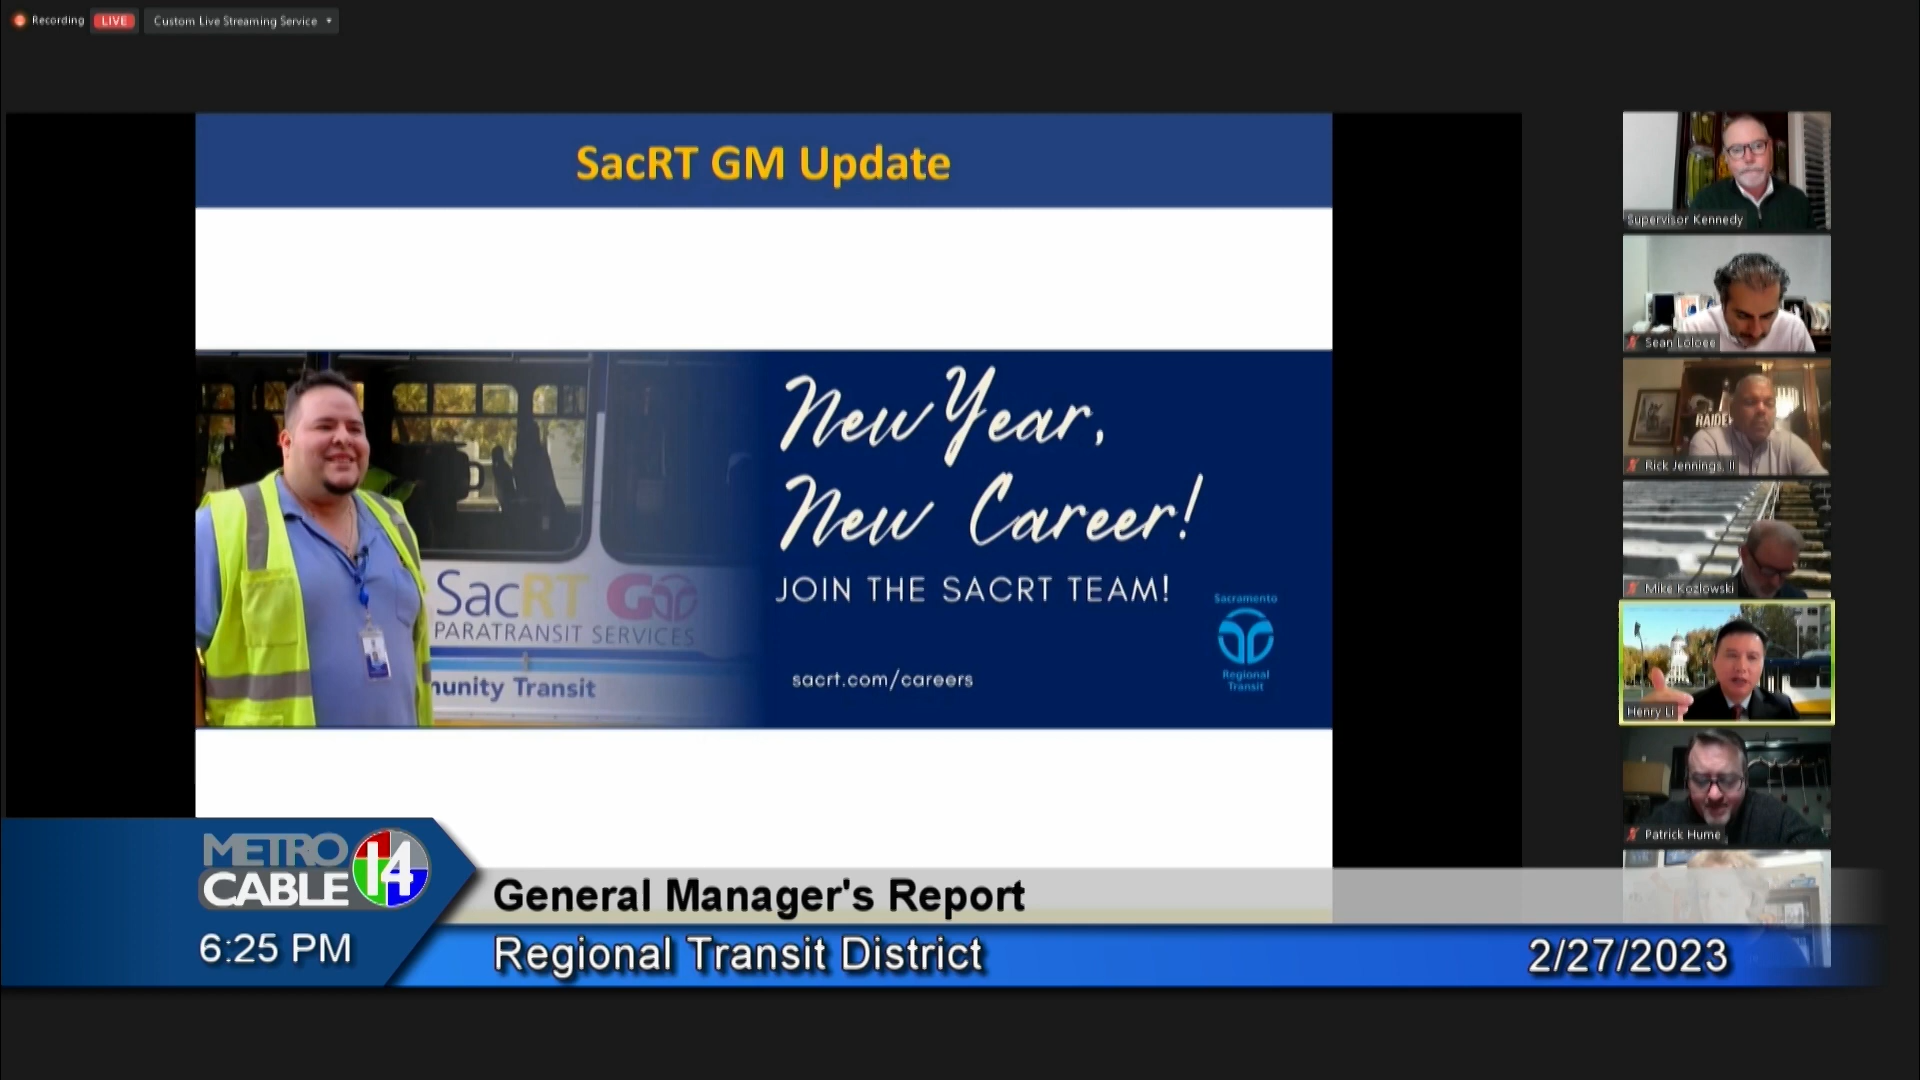 Recording LIVE Custom Live Streaming Service
SacRT GM Update
New Year,
New Career!
JOIN THE SACRT TEAM!
sacrt.com/careers
Sacramento
Regional
Transit
SacRT GO
PARATRANSIT SERVICES
munity Transit
Supervisor Kennedy
Sean Loloee
RAIDE
Rick Jennings, II
Mike Kozlowski
Henry Li
Patrick Hume
METRO
CABLE 14
6:25 PM
General Manager's Report
Regional Transit District
2/27/2023